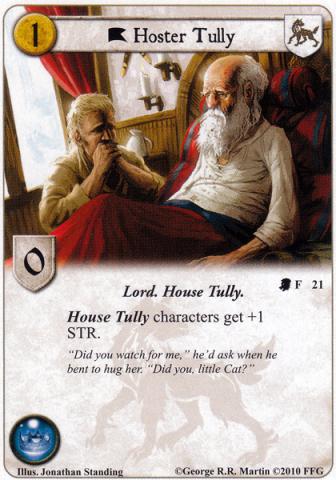 1
Hoster Tully
0
Lord. House Tully.
F 21
House Tully characters get +1
STR.
“Did you watch for me,” he’d ask when he
bent to hug her. “Did you, little Cat?”
Illus. Jonathan Standing
©George R.R. Martin ©2010 FFG